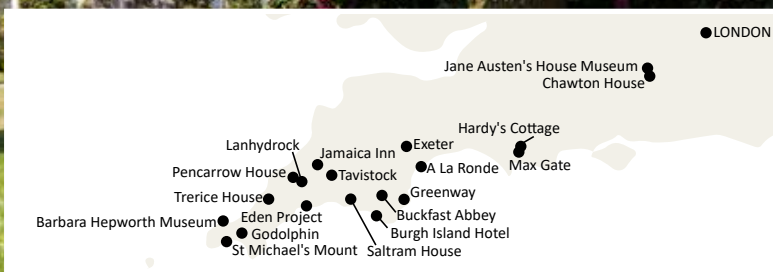 LONDON
Jane Austen's House Museum
Chawton House
Hardy's Cottage
Lanhydrock
Exeter
Jamaica Inn
Max Gate
A La Ronde
Pencarrow House
Tavistock
Greenway
Trerice House
Buckfast Abbey
Eden Project
Barbara Hepworth Museum
Burgh Island Hotel
Godolphin
St Michael's Mount
Saltram House